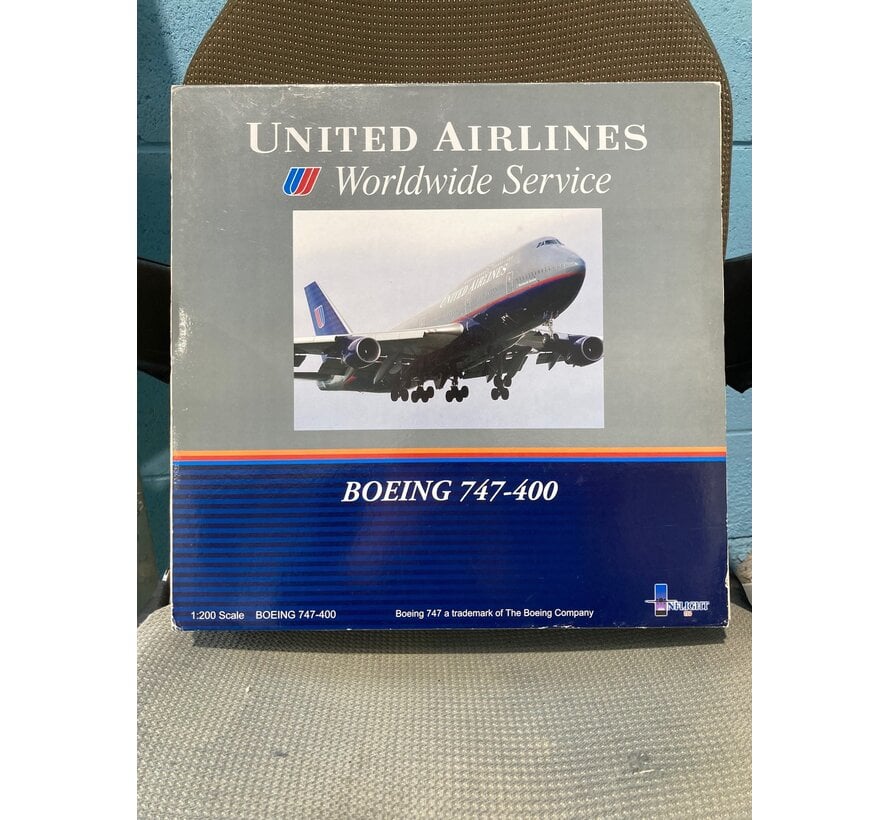 UNITED AIRLINES
Worldwide Service
UNITED AIRLINES
BOEING 747-400
1:200 Scale BOEING 747-400
Boeing 747 a trademark of The Boeing Company
INFLIGHT